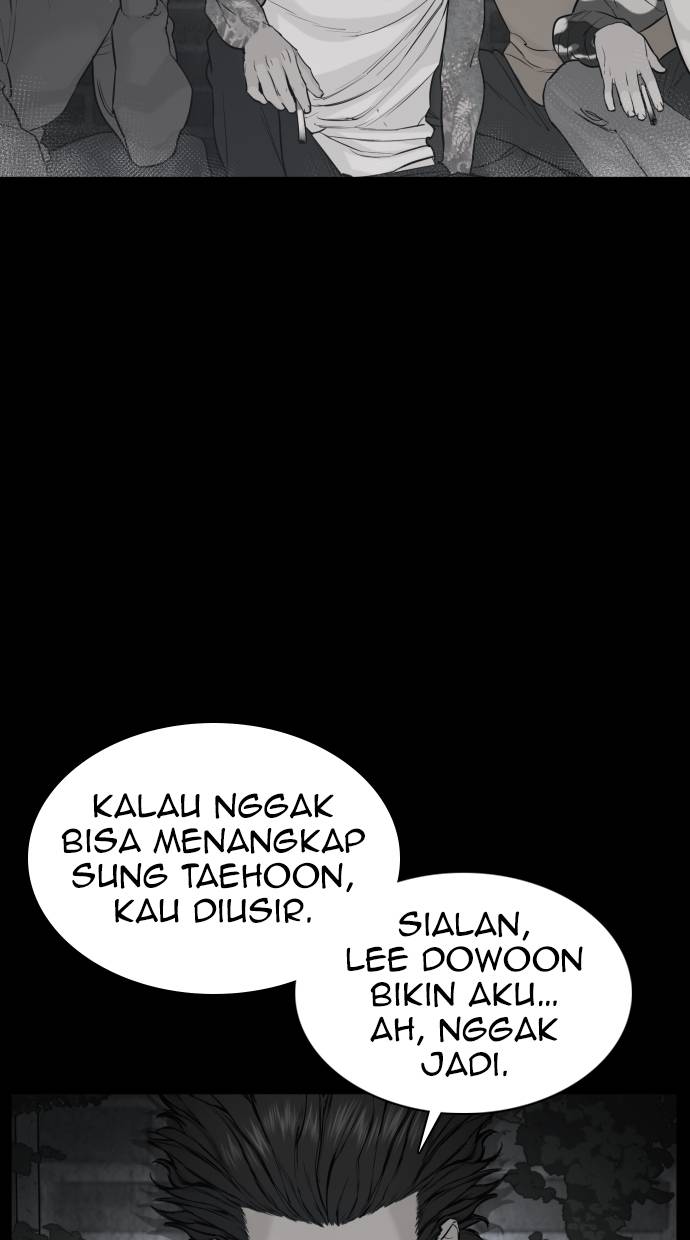 KALAU NGGAK
BISA MENANGKAP
SUNG TAEHOON,
KAU DIUSIR.
SIALAN,
LEE DOWOON
BIKIN AKU...
AH, NGGAK
JADI.